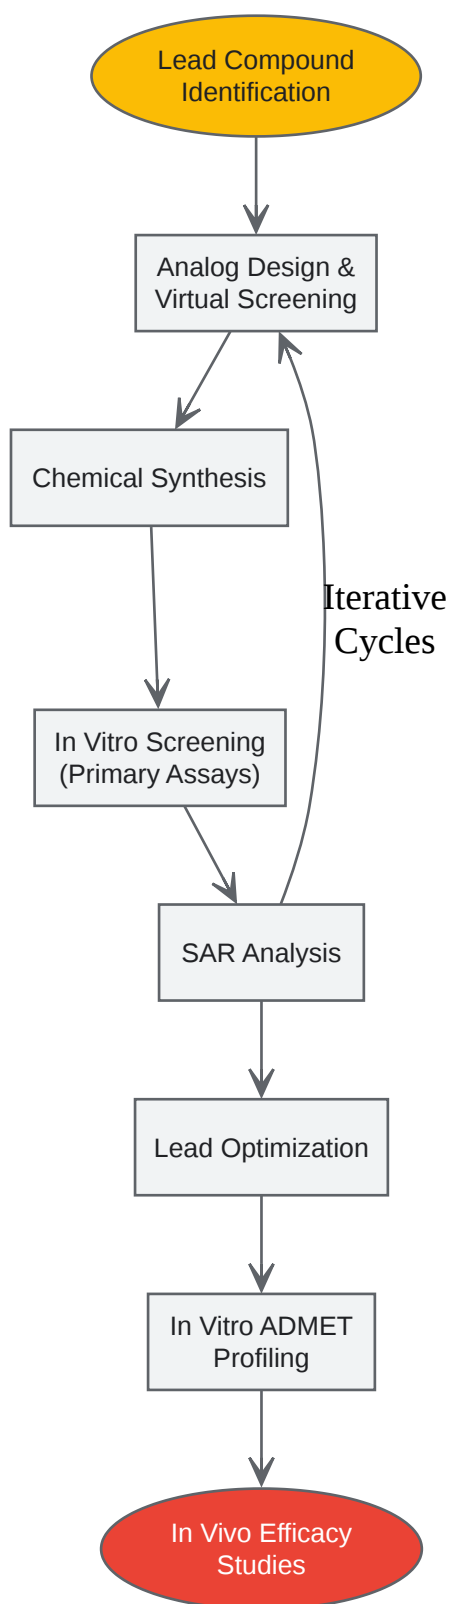 Lead Compound
Identification
Analog Design &
Virtual Screening
Chemical Synthesis
Iterative
Cycles
In Vitro Screening
(Primary Assays)
SAR Analysis
Lead Optimization
In Vitro ADMET
Profiling
In Vivo Efficacy
Studies